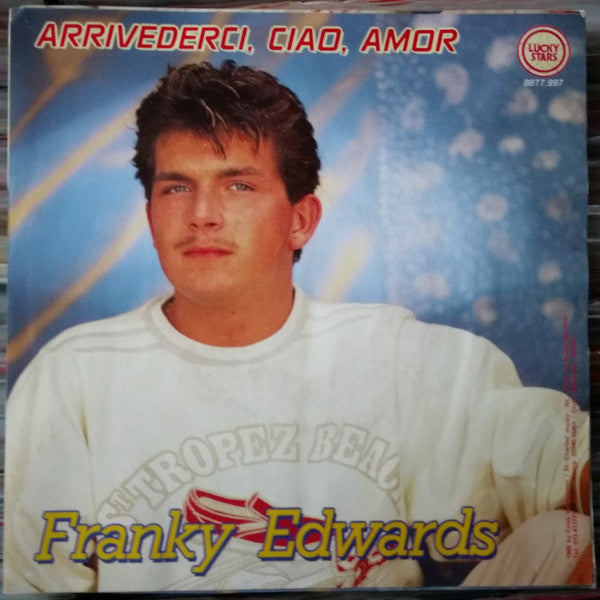 ARRIVEDERCI, CIAO, AMOR
LUCKY
STARS
8877.997
ST TROPEZ BEAC
Franky Edwards